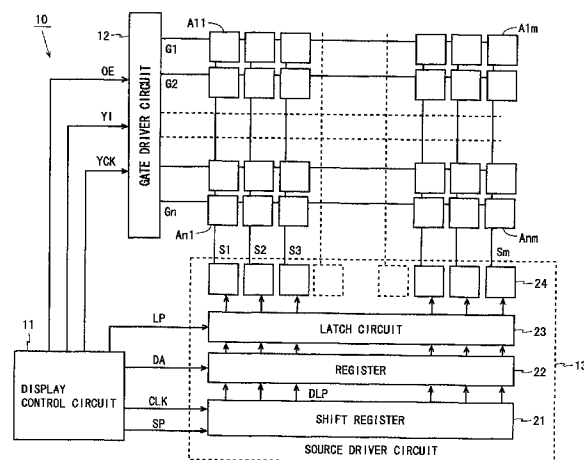 10
12
A11
A1m
G1
OE
G2
YI
GATE DRIVER CIRCUIT
YCK
Gn
An1
Anm
S1 S2 S3 Sm
24
11
LP
LATCH CIRCUIT
23
13
DA
REGISTER
22
DISPLAY CONTROL CIRCUIT
CLK
DLP
SHIFT REGISTER
21
SP
SOURCE DRIVER CIRCUIT